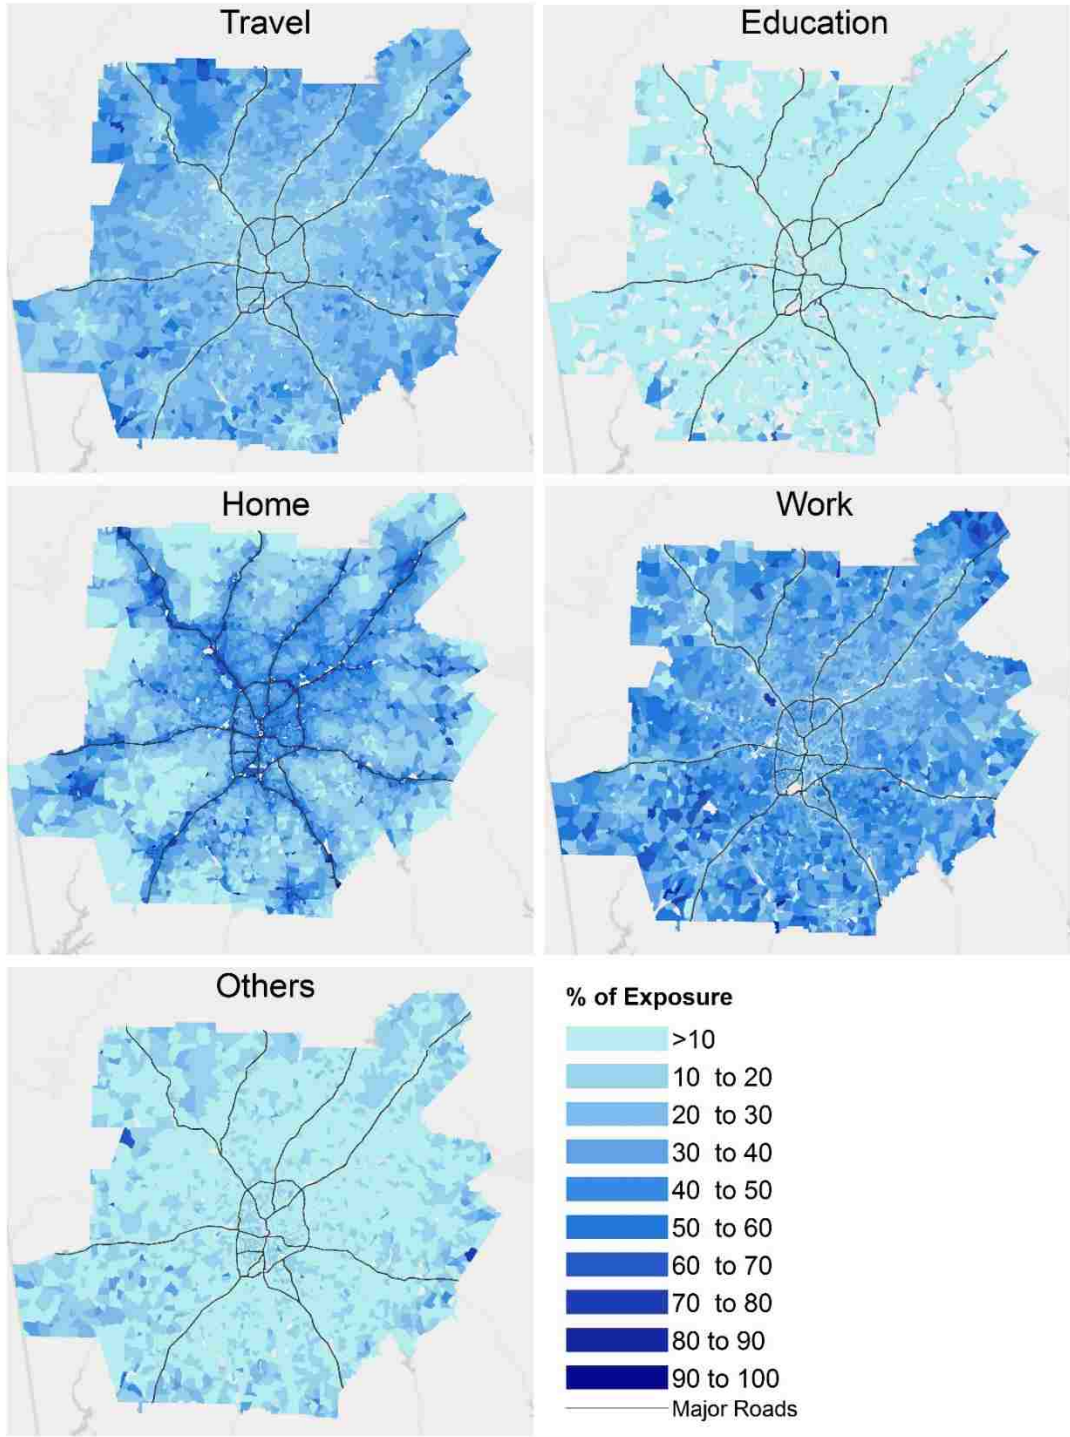 Travel
Education
Home
Work
Others
% of Exposure
>10
10 to 20
20 to 30
30 to 40
40 to 50
50 to 60
60 to 70
70 to 80
80 to 90
90 to 100
Major Roads